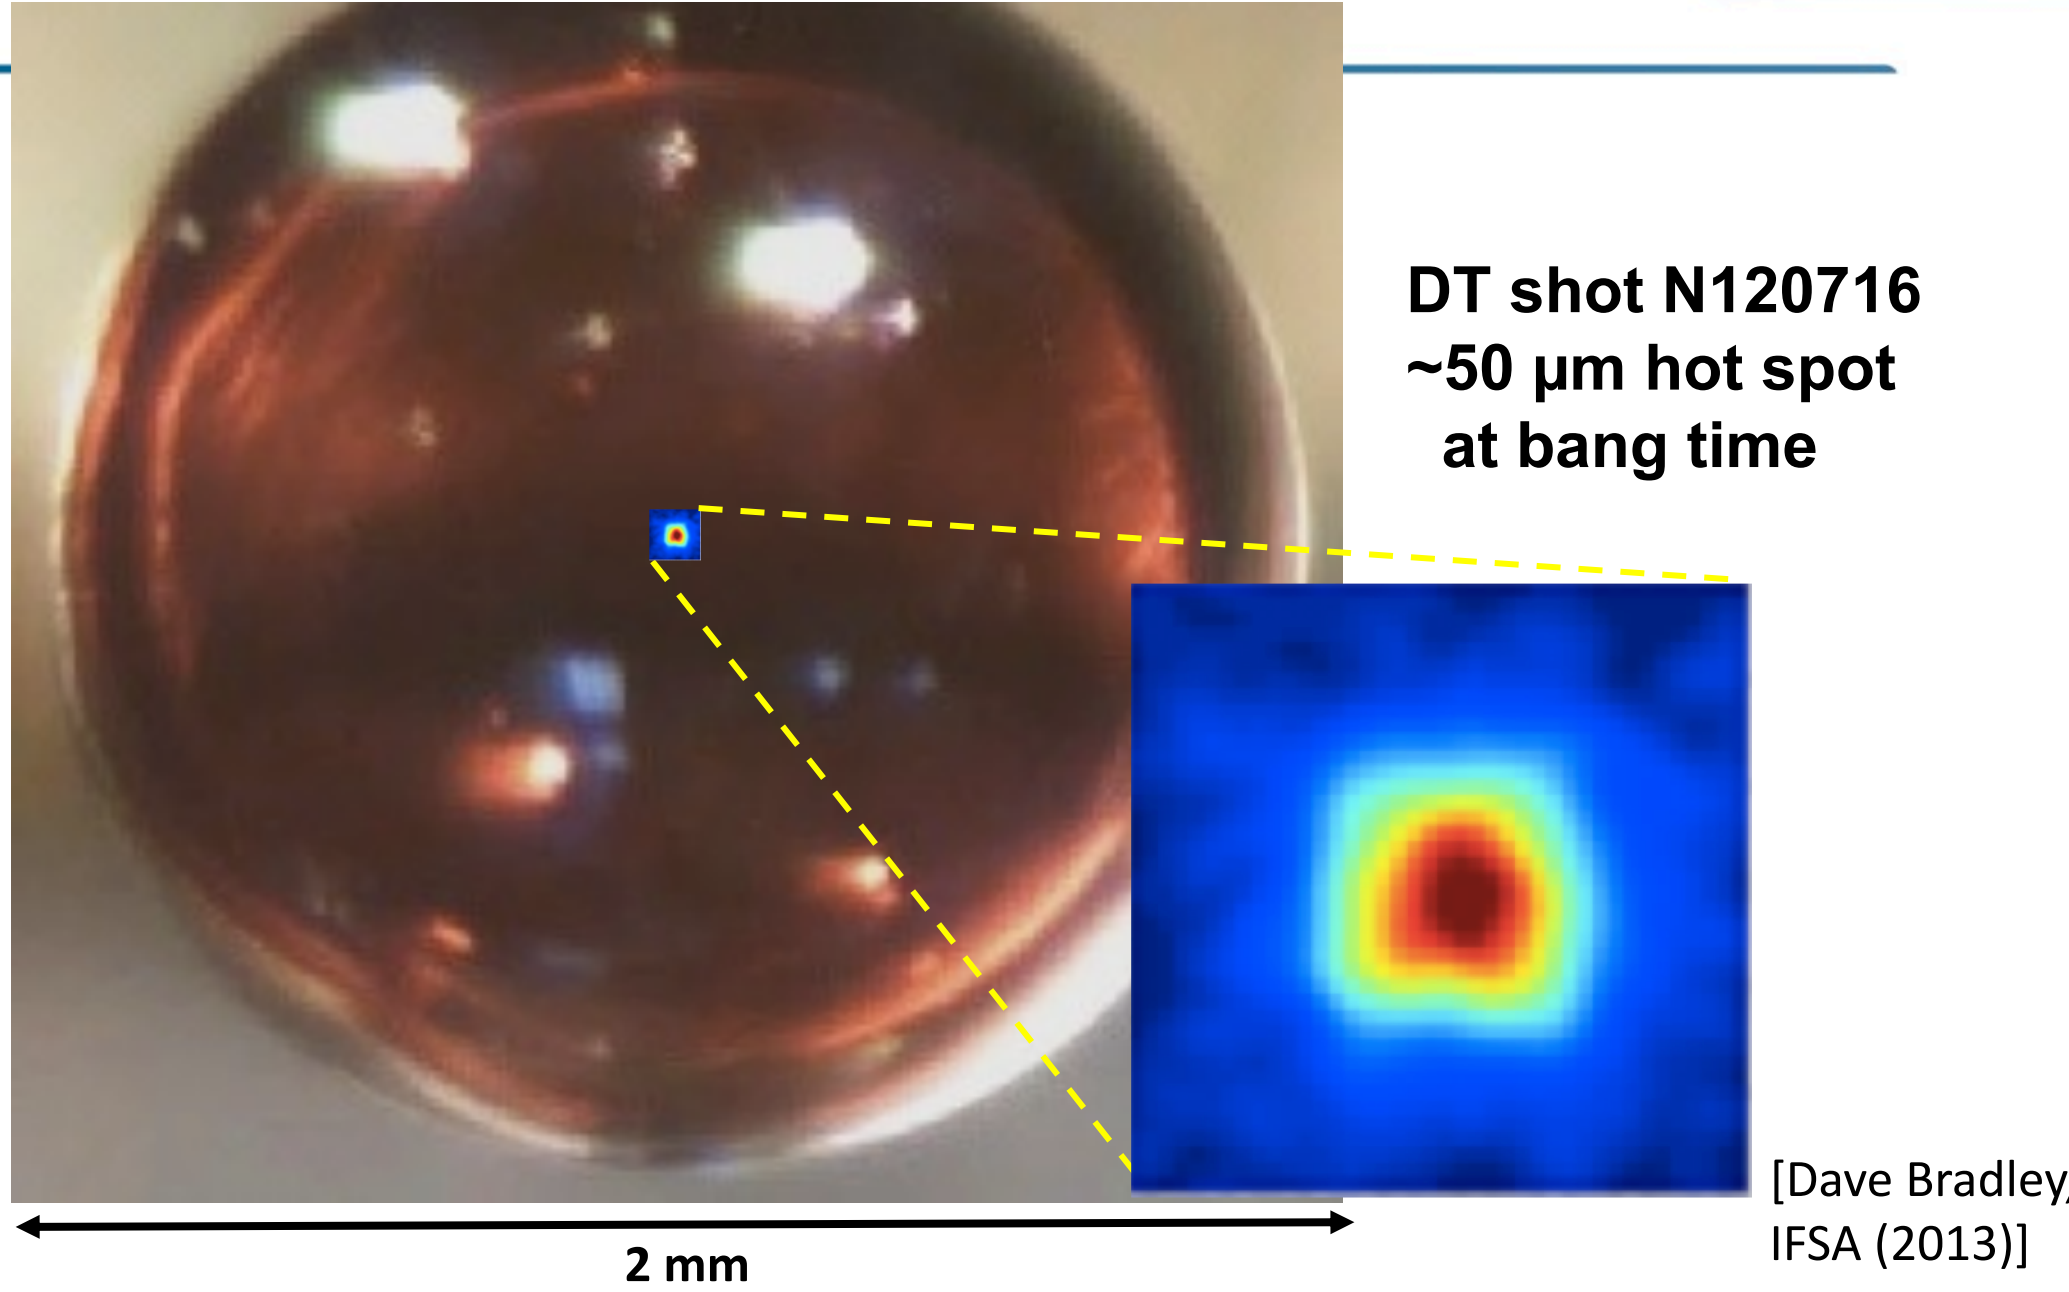 DT shot N120716
~50 µm hot spot
at bang time
[Dave Bradley,
IFSA (2013)]
2 mm